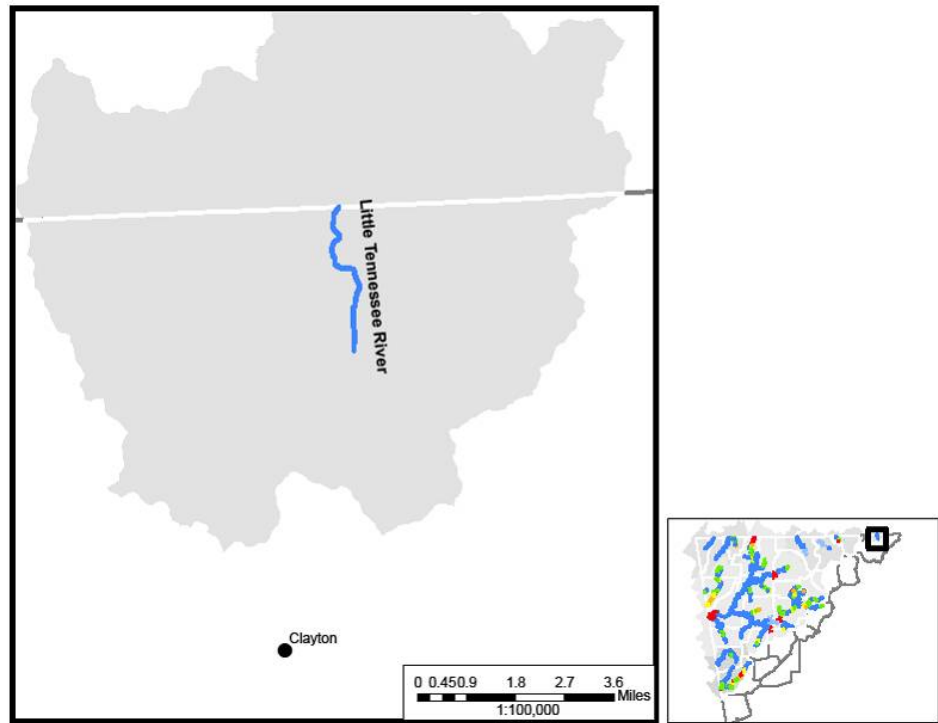 Little Tennessee River
Clayton
0 0.450.9 1.8 2.7 3.6
Miles
1:100,000